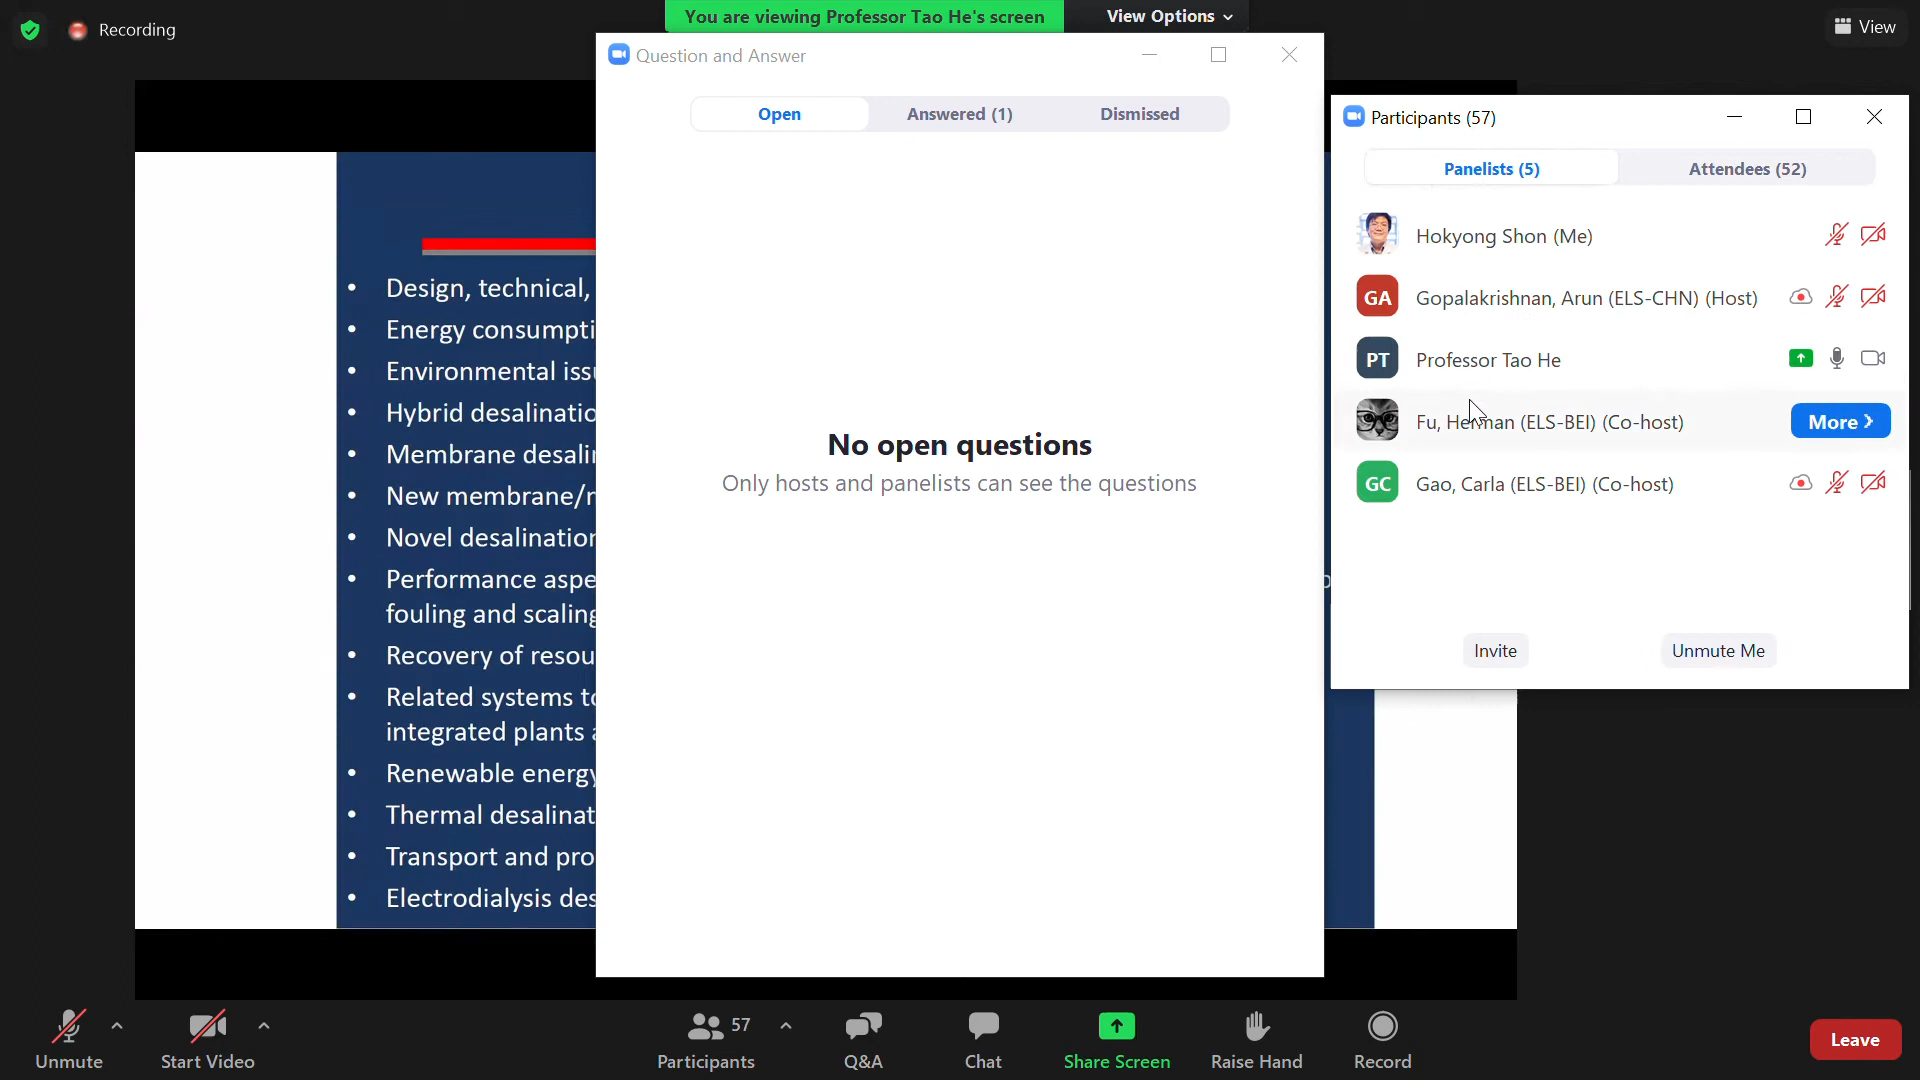 Recording
You are viewing Professor Tao He's screen
View Options
View
Question and Answer
Open
Answered (1)
Dismissed
No open questions
Only hosts and panelists can see the questions
Participants (57)
Panelists (5)
Attendees (52)
Hokyong Shon (Me)
GA
Gopalakrishnan, Arun (ELS-CHN) (Host)
PT
Professor Tao He
Fu, Herman (ELS-BEI) (Co-host)
More
GC
Gao, Carla (ELS-BEI) (Co-host)
Invite
Unmute Me
• Design, technical,
• Energy consumpti
• Environmental iss
• Hybrid desalinatio
• Membrane desali
• New membrane/
• Novel desalination
• Performance aspe
fouling and scaling
• Recovery of resou
• Related systems to
integrated plants
• Renewable energy
• Thermal desalinat
• Transport and pro
• Electrodialysis des
Unmute
Start Video
57
Participants
Q&A
Chat
Share Screen
Raise Hand
Record
Leave